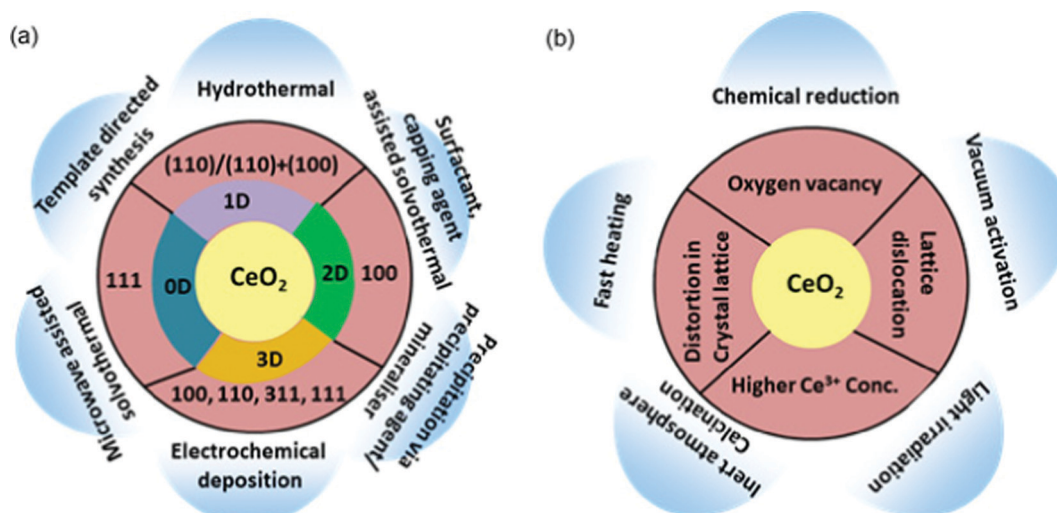 (a)
Hydrothermal
Template directed
synthesis
Surfactant,
capping agent
assisted solvothermal
(110)/(110)+(100)
1D
111
0D
CeO₂
2D
100
3D
100, 110, 311, 111
Microwave assisted
solvothermal
Precipitation via
precipitating agent/
mineraliser
Electrochemical
deposition
(b)
Chemical reduction
Vacuum activation
Fast heating
Oxygen vacancy
Distortion in
Crystal lattice
CeO₂
Lattice
dislocation
Higher Ce³⁺ Conc.
Inert atmosphere
Calcination
Light irradiation